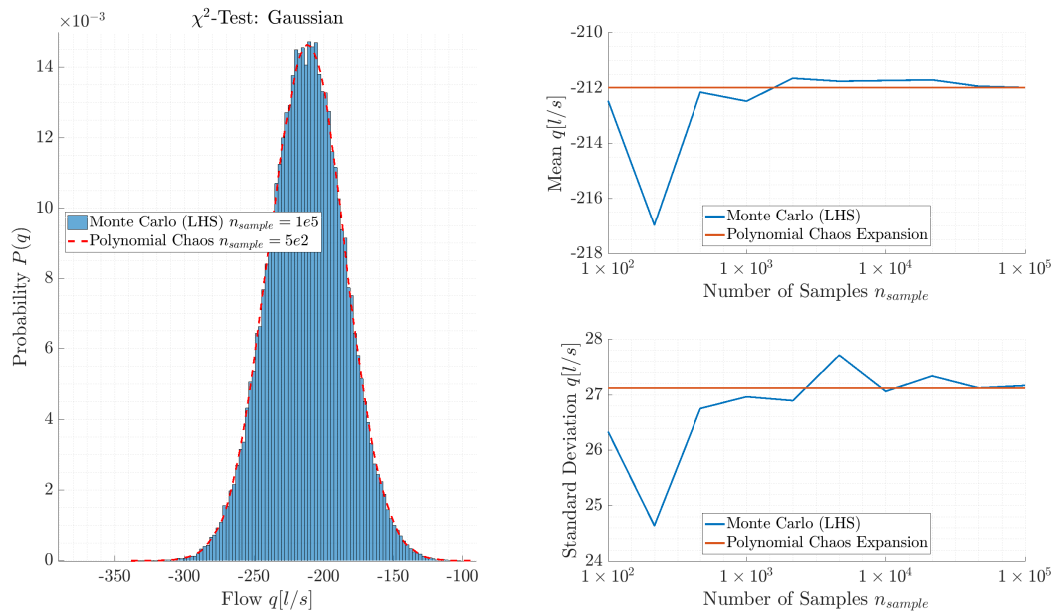 χ²-Test: Gaussian
×10⁻³
14
12
10
8
6
4
2
0
Probability P(q)
Monte Carlo (LHS) n_sample = 1e5
Polynomial Chaos n_sample = 5e2
-350
-300
-250
-200
-150
-100
Flow q[l/s]
-210
-212
-214
-216
-218
Mean q[l/s]
Monte Carlo (LHS)
Polynomial Chaos Expansion
1 × 10²
1 × 10³
1 × 10⁴
1 × 10⁵
Number of Samples n_sample
28
27
26
25
24
Standard Deviation q[l/s]
Monte Carlo (LHS)
Polynomial Chaos Expansion
1 × 10²
1 × 10³
1 × 10⁴
1 × 10⁵
Number of Samples n_sample